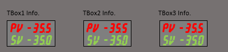 TBox1 Info. TBox2 Info. TBox3 Info.
PV -355 PV -355 PV -355
SV -350 SV -350 SV -350